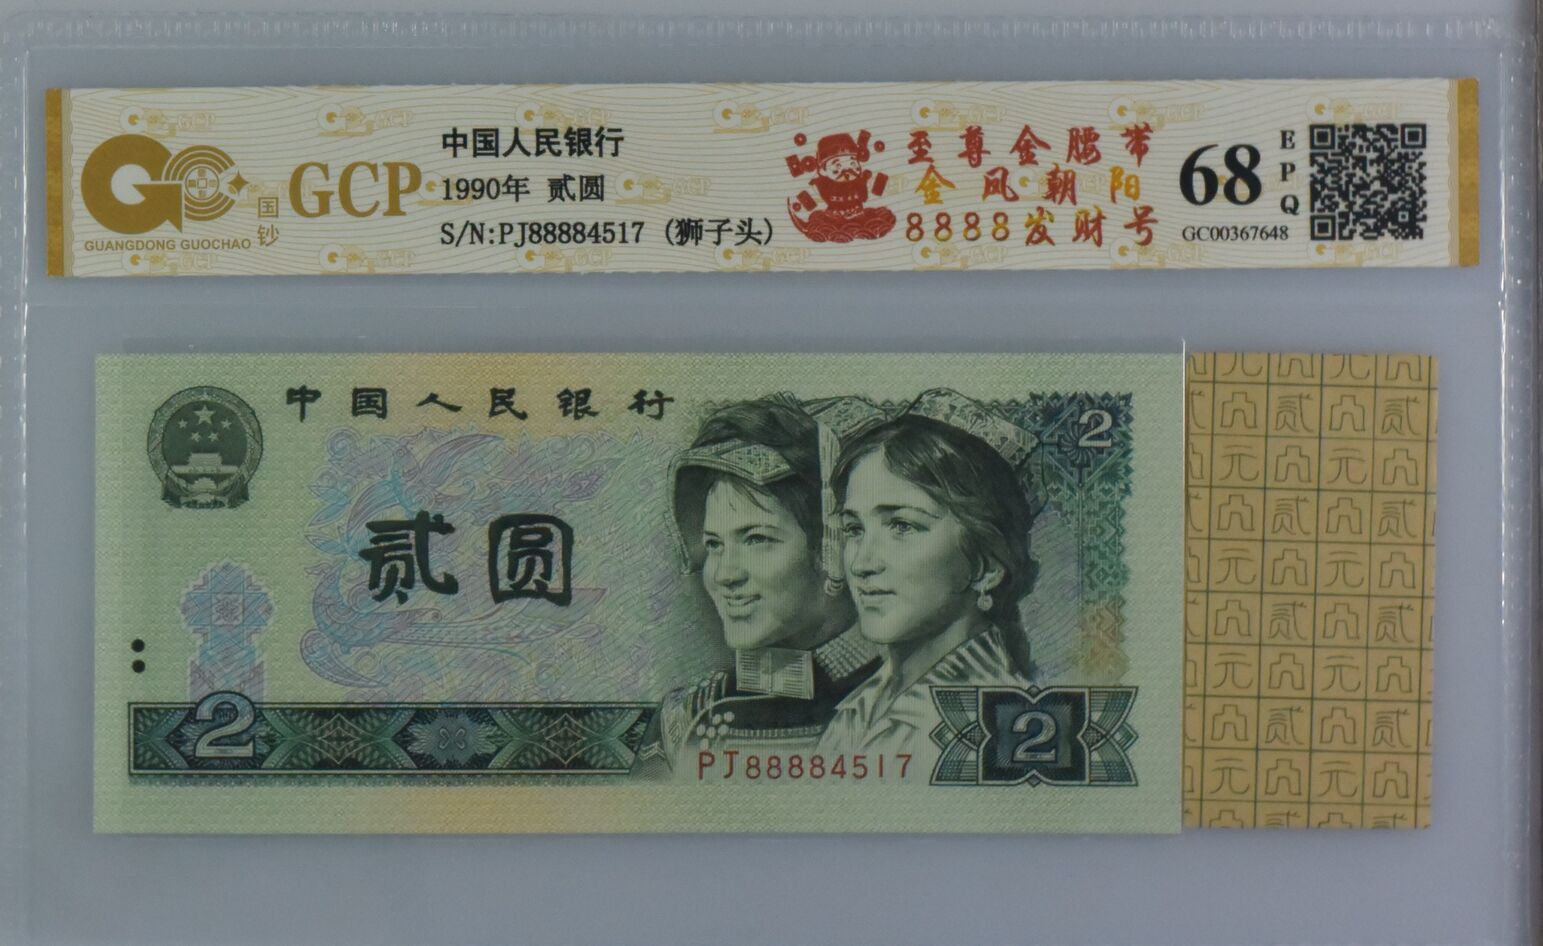 中国人民银行
1990年 贰圆
S/N:PJ88884517 (狮子头)
GCP
国
钞
GUANGDONG GUOCHAO
至尊金腰带
金凤朝阳
8888发财号
68
E
P
Q
GC00367648
中国人民银行
2
贰圆
2
2
PJ88884517